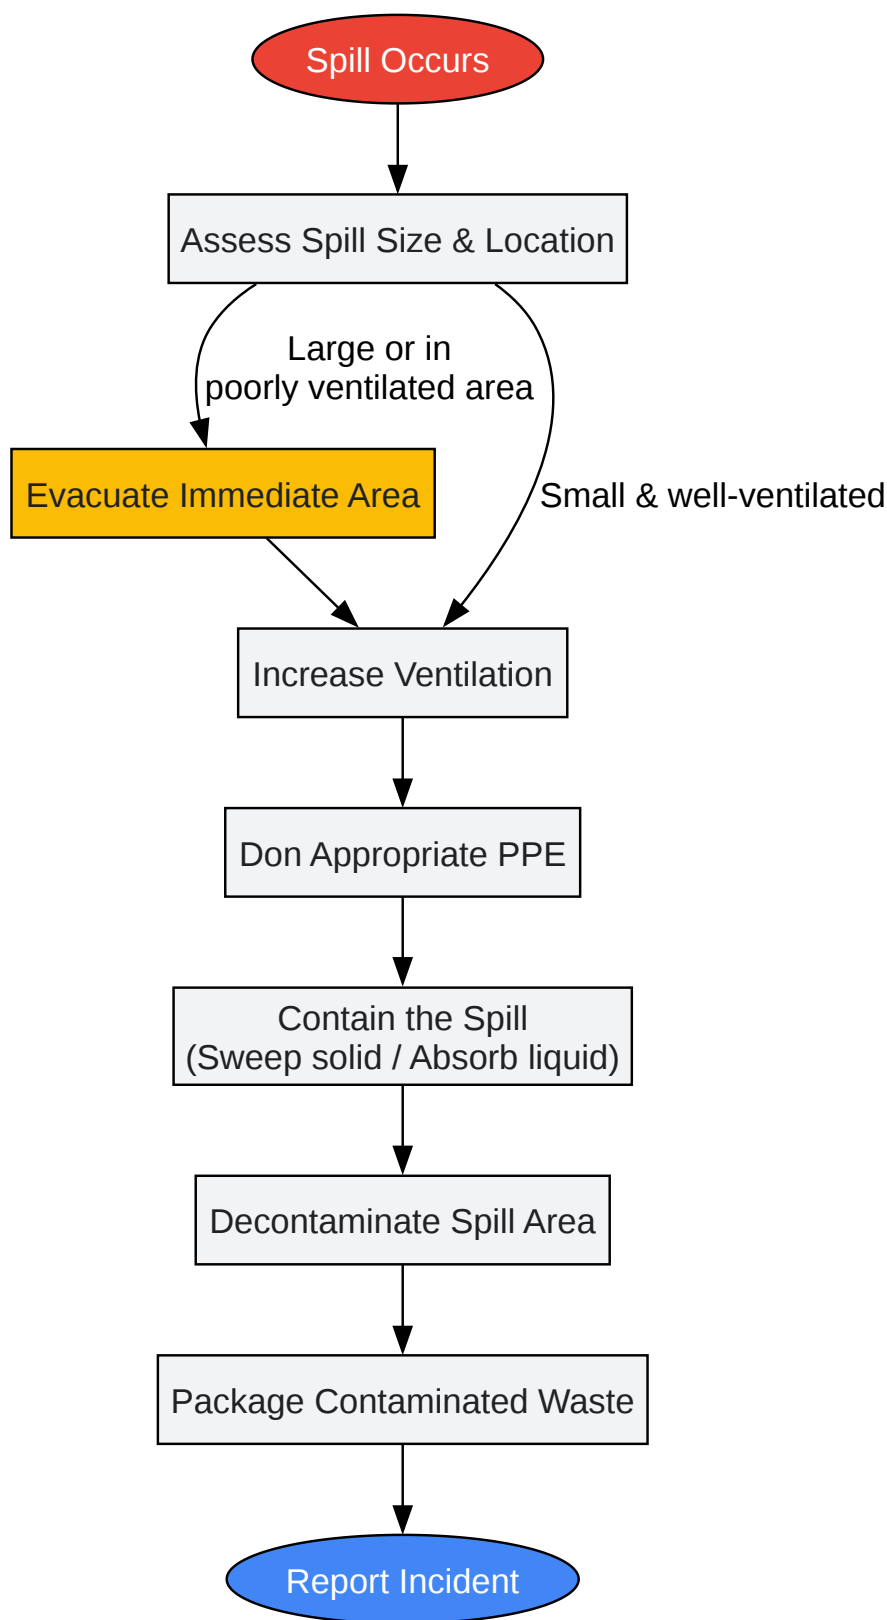 Spill Occurs
Assess Spill Size & Location
Large or in
poorly ventilated area
Evacuate Immediate Area
Small & well-ventilated
Increase Ventilation
Don Appropriate PPE
Contain the Spill
(Sweep solid / Absorb liquid)
Decontaminate Spill Area
Package Contaminated Waste
Report Incident